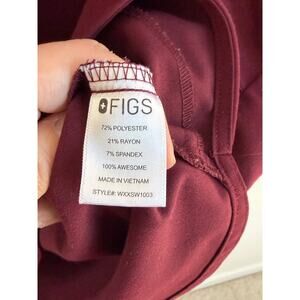 FIGS
72% POLYESTER
21% RAYON
7% SPANDEX
100% AWESOME
MADE IN VIETNAM
STYLE#: WXXSW1003